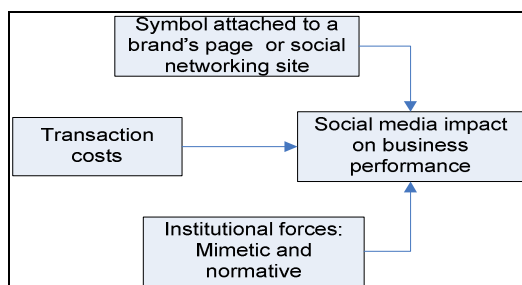 Symbol attached to a
brand's page or social
networking site
Transaction
costs
Social media impact
on business
performance
Institutional forces:
Mimetic and
normative